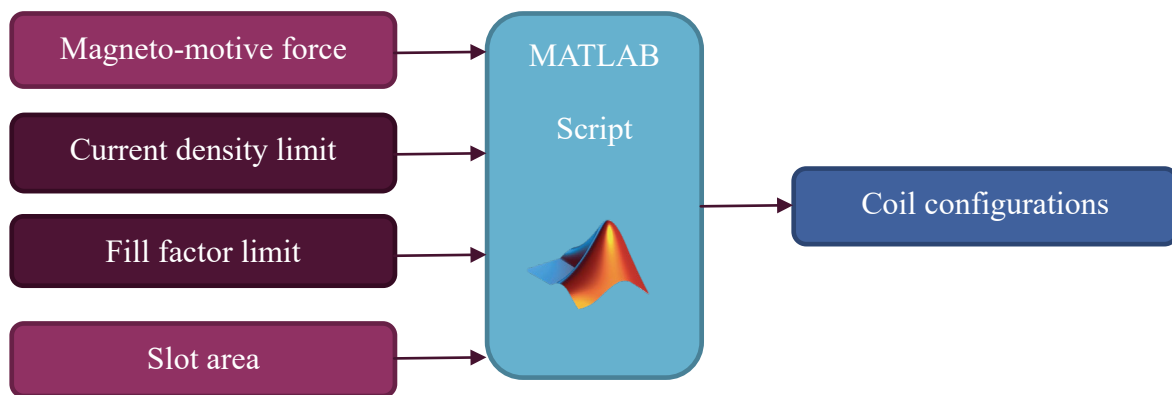 Magneto-motive force
Current density limit
Fill factor limit
Slot area
MATLAB
Script
Coil configurations